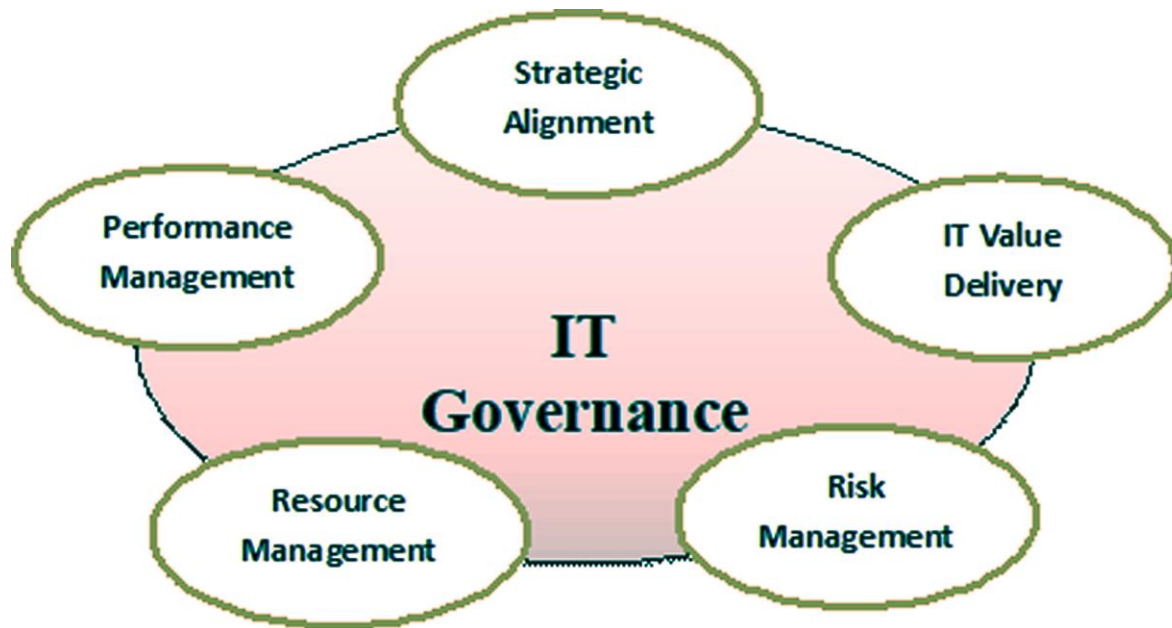 Strategic
Alignment
Performance
Management
IT Value
Delivery
IT
Governance
Resource
Management
Risk
Management